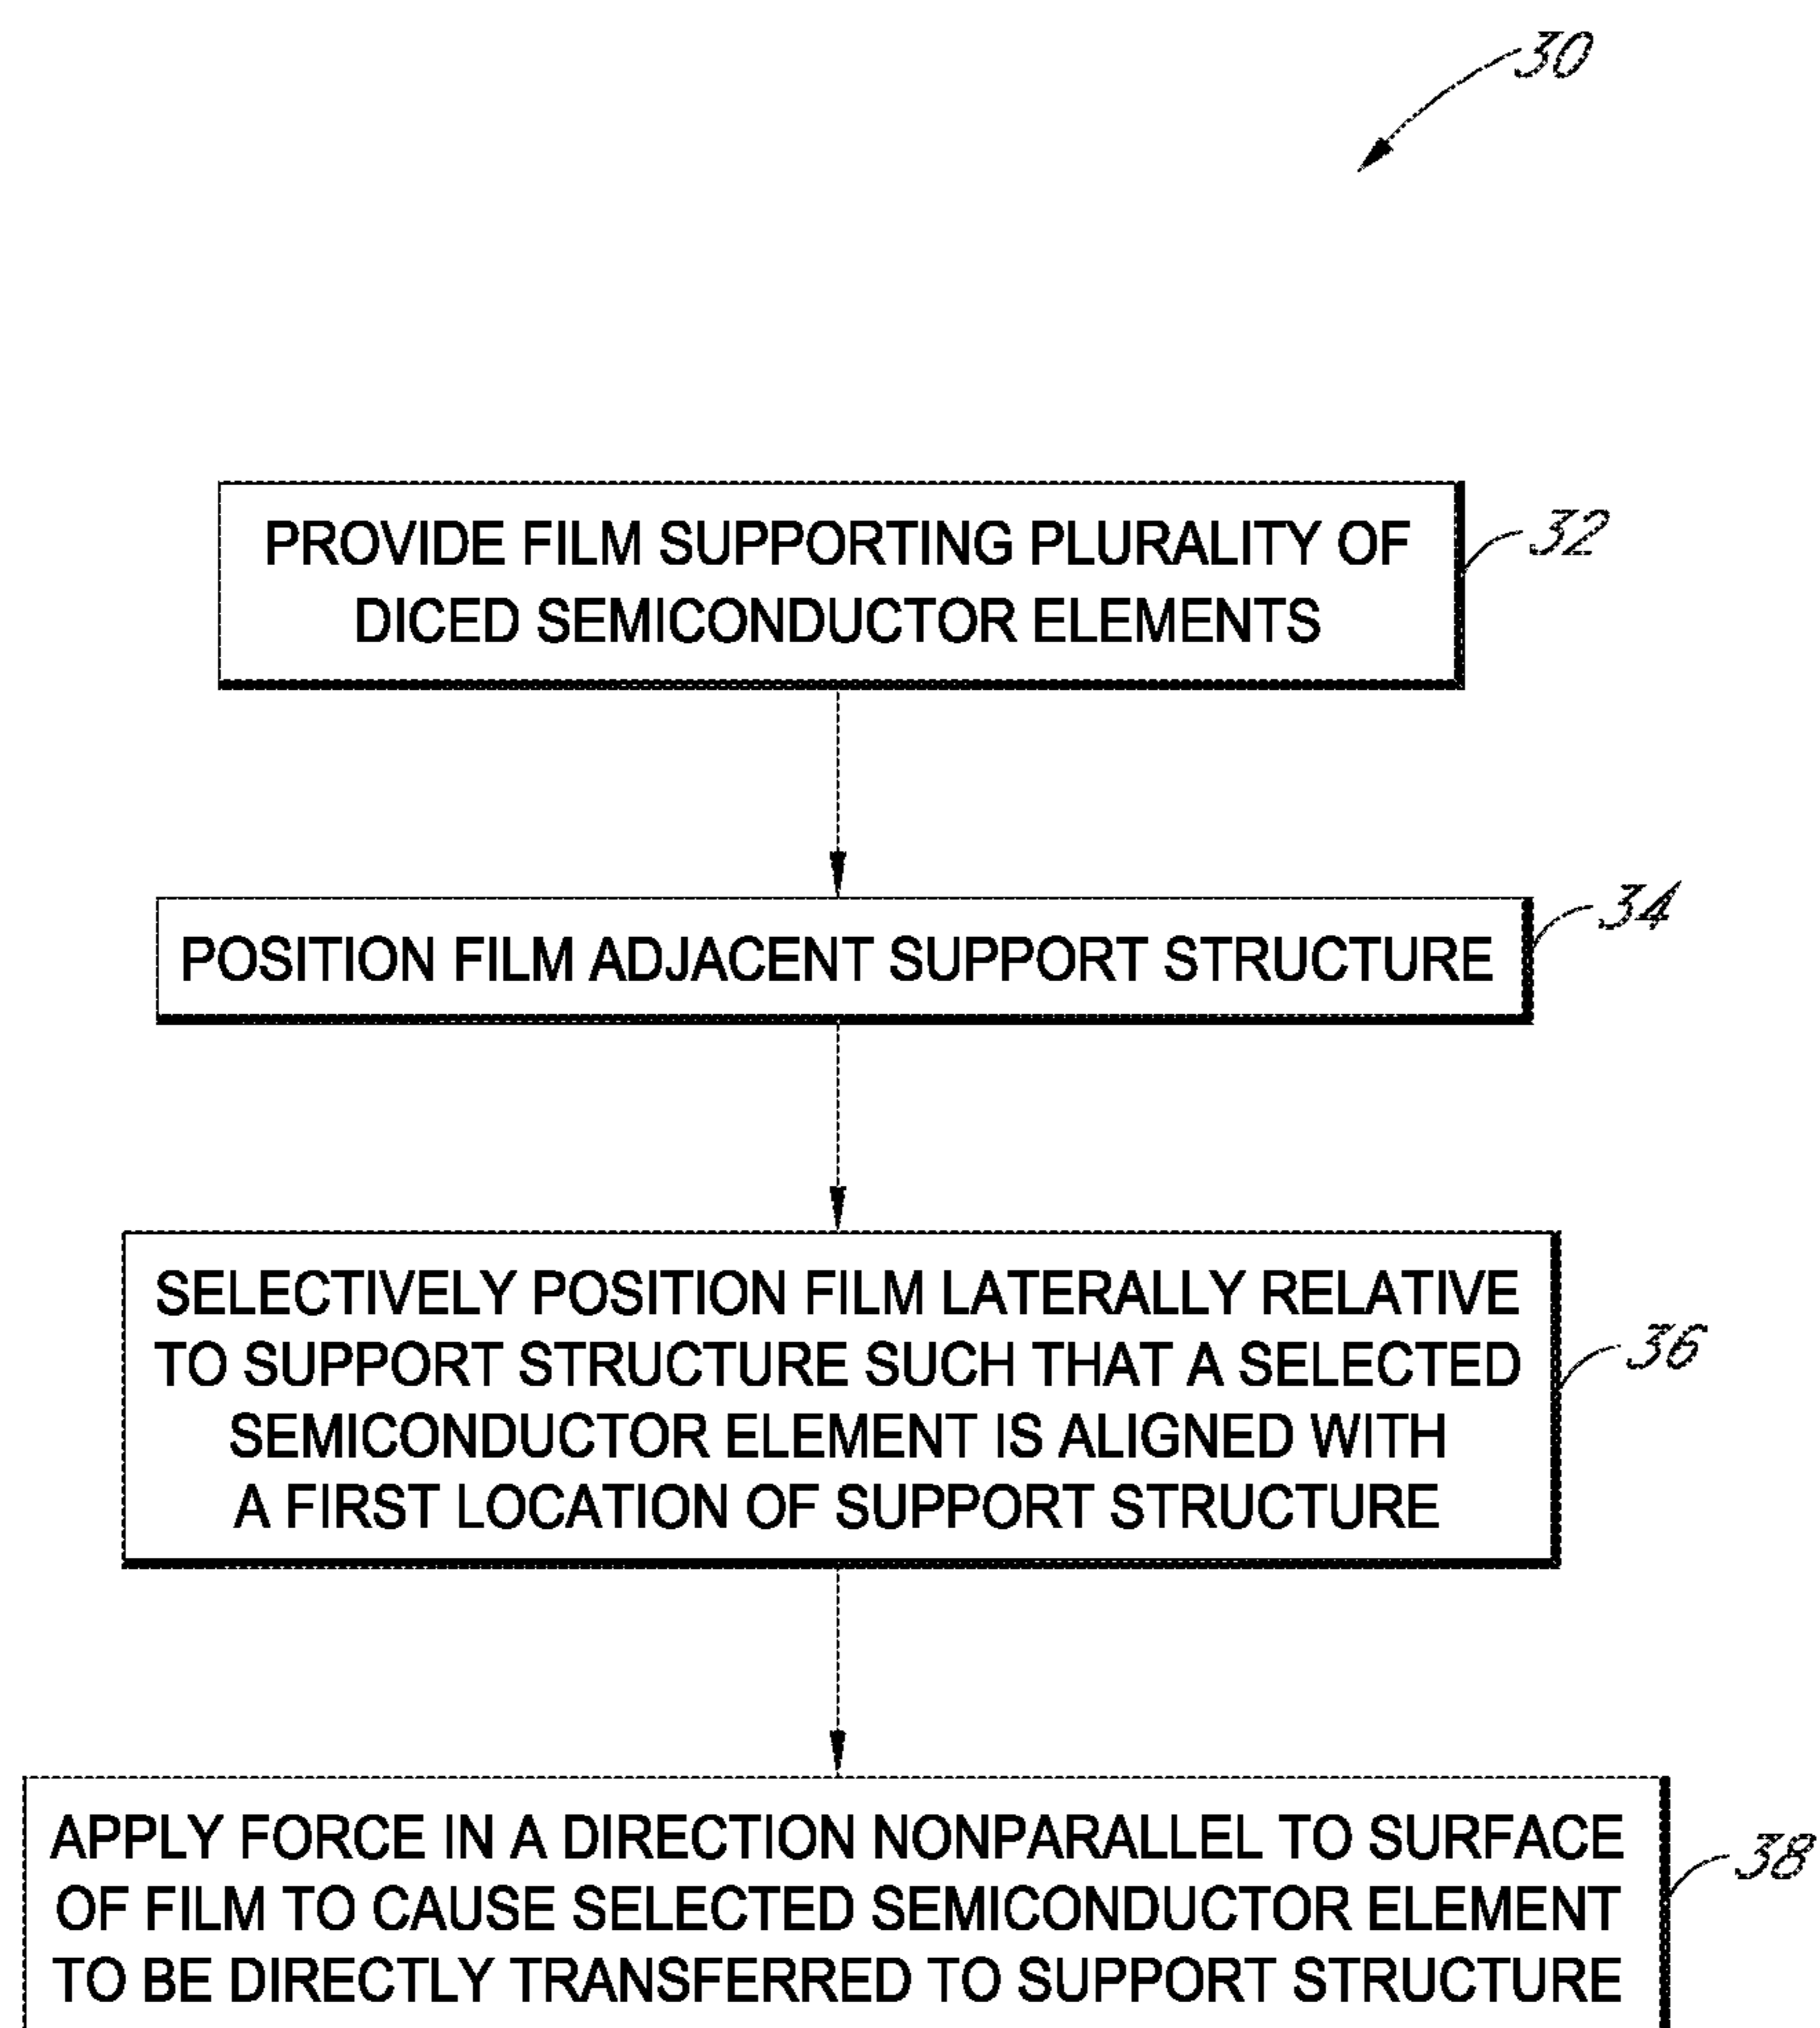 30
PROVIDE FILM SUPPORTING PLURALITY OF
DICED SEMICONDUCTOR ELEMENTS
32
POSITION FILM ADJACENT SUPPORT STRUCTURE
34
SELECTIVELY POSITION FILM LATERALLY RELATIVE
TO SUPPORT STRUCTURE SUCH THAT A SELECTED
SEMICONDUCTOR ELEMENT IS ALIGNED WITH
A FIRST LOCATION OF SUPPORT STRUCTURE
36
APPLY FORCE IN A DIRECTION NONPARALLEL TO SURFACE
OF FILM TO CAUSE SELECTED SEMICONDUCTOR ELEMENT
TO BE DIRECTLY TRANSFERRED TO SUPPORT STRUCTURE
38